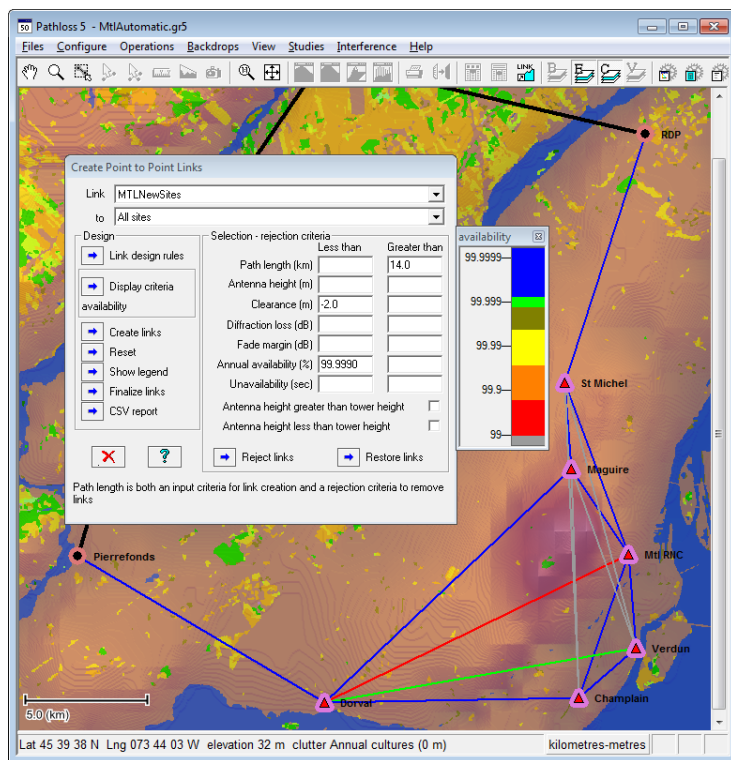 50 Pathloss 5 - MtlAutomatic.gr5
Files Configure Operations Backdrops View Studies Interference Help
LINK B E C V
RDP
Create Point to Point Links
Link MTLNewSites
to All sites
Design
Link design rules
Display criteria
availability
Create links
Reset
Show legend
Finalize links
CSV report
Selection - rejection criteria
Less than Greater than
Path length (km) 14.0
Antenna height (m)
Clearance (m) -2.0
Diffraction loss (dB)
Fade margin (dB)
Annual availability (%) 99.9990
Unavailability (sec)
Antenna height greater than tower height
Antenna height less than tower height
? Reject links Restore links
Path length is both an input criteria for link creation and a rejection criteria to remove
links
availability
99.9999
99.999
99.99
99.9
99
St Michel
Maguire
Mtl RNC
Pierrefonds
Verdun
Dorval
Champlain
5.0 (km)
Lat 45 39 38 N Lng 073 44 03 W elevation 32 m clutter Annual cultures (0 m) kilometres-metres